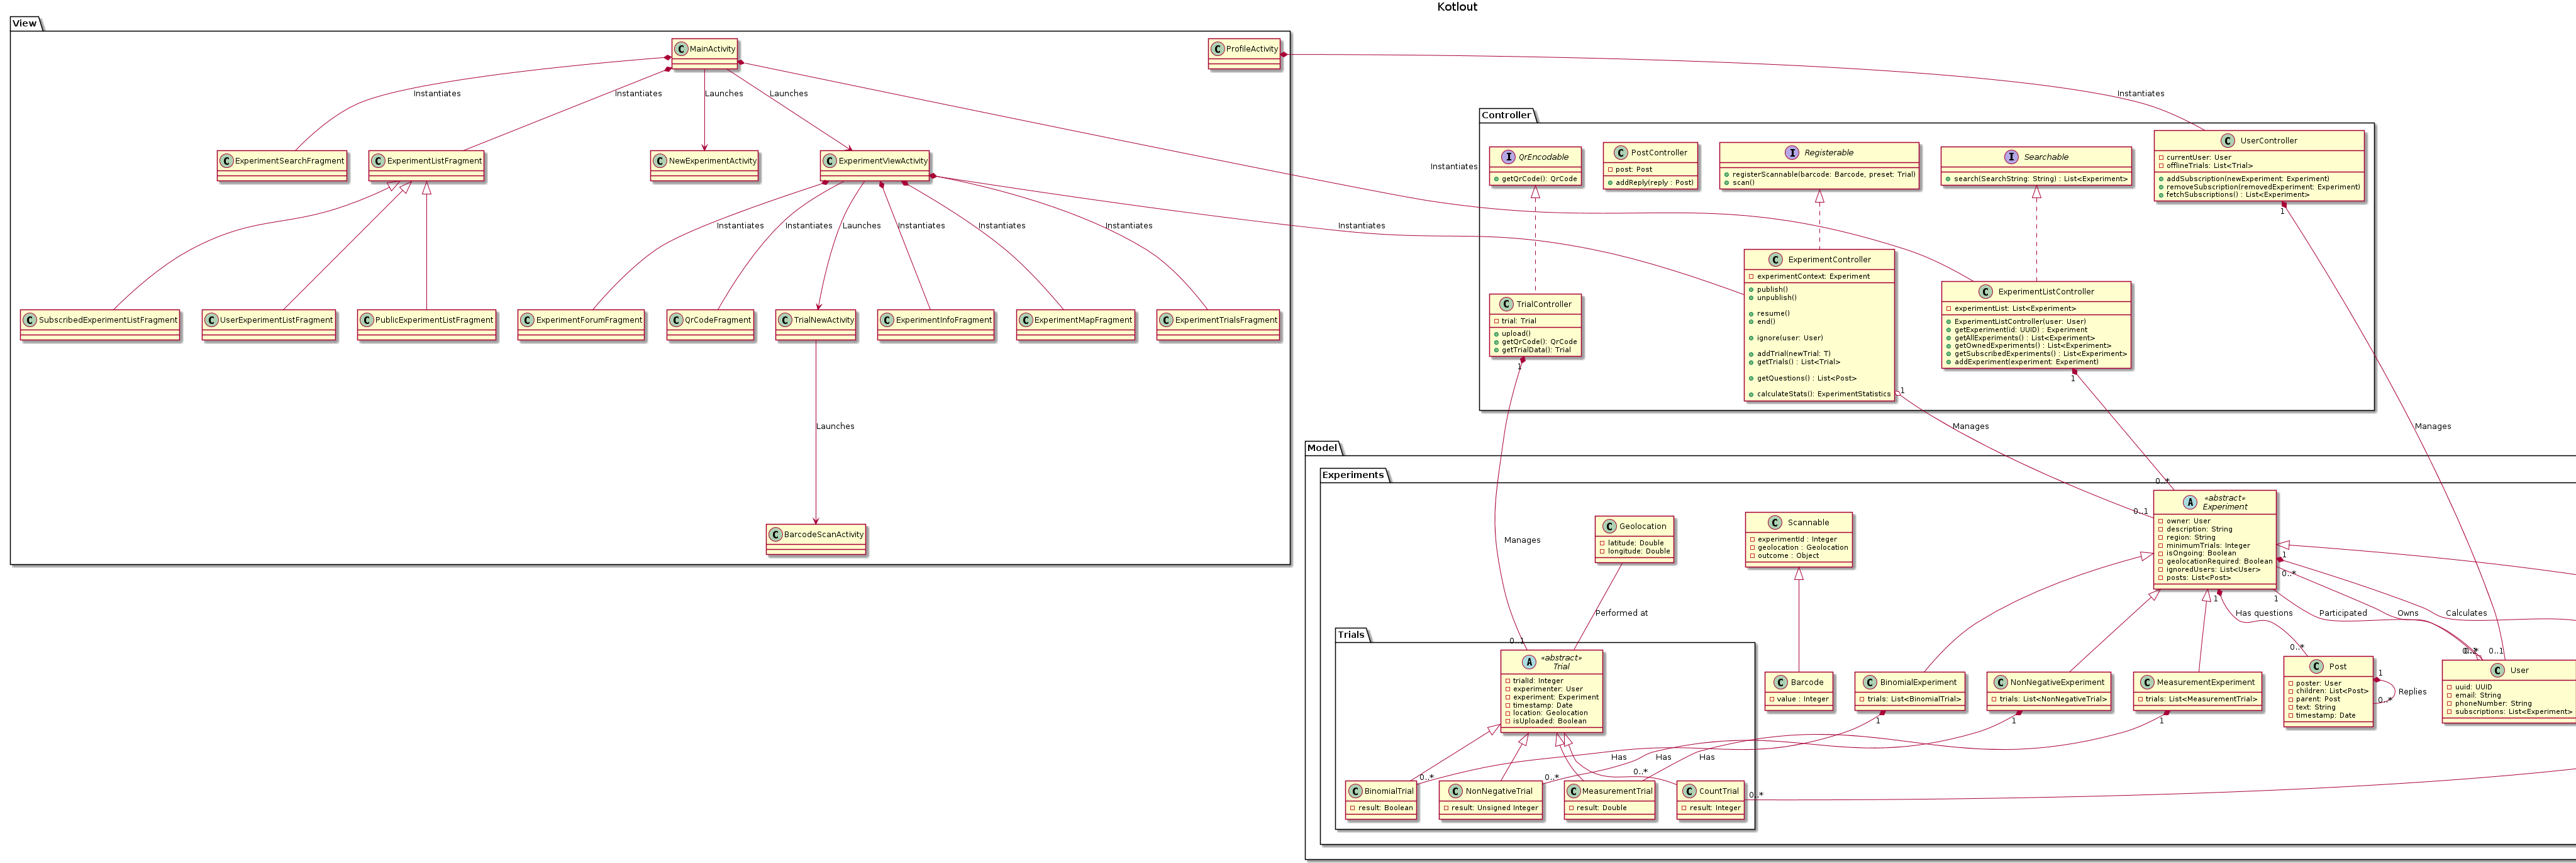 Kotlout
View
MainActivity
ProfileActivity
Instantiates
Instantiates
Launches
Launches
Instantiates
Instantiates
ExperimentSearchFragment
ExperimentListFragment
NewExperimentActivity
ExperimentViewActivity
Instantiates
Instantiates
Launches
Instantiates
Instantiates
Instantiates
Instantiates
SubscribedExperimentListFragment
UserExperimentListFragment
PublicExperimentListFragment
ExperimentForumFragment
QrCodeFragment
TrialNewActivity
ExperimentInfoFragment
ExperimentMapFragment
ExperimentTrialsFragment
Launches
BarcodeScanActivity
Controller
QrEncodable
getQrCode(): QrCode
PostController
post: Post
addReply(reply : Post)
Registerable
registerScannable(barcode: Barcode, preset: Trial)
scan()
Searchable
search(SearchString: String) : List<Experiment>
UserController
currentUser: User
offlineTrials: List<Trial>
addSubscription(newExperiment: Experiment)
removeSubscription(removedExperiment: Experiment)
fetchSubscriptions() : List<Experiment>
1
TrialController
trial: Trial
upload()
getQrCode(): QrCode
getTrialData(): Trial
1
ExperimentController
experimentContext: Experiment
publish()
unpublish()
resume()
end()
ignore(user: User)
addTrial(newTrial: T)
getTrials() : List<Trial>
getQuestions() : List<Post>
calculateStats(): ExperimentStatistics
1
ExperimentListController
experimentList: List<Experiment>
ExperimentListController(user: User)
getExperiment(id: UUID) : Experiment
getAllExperiments() : List<Experiment>
getOwnedExperiments() : List<Experiment>
getSubscribedExperiments() : List<Experiment>
addExperiment(experiment: Experiment)
1
Manages
Manages
Manages
Model
Experiments
Geolocation
latitude: Double
longitude: Double
Performed at
Scannable
experimentId : Integer
geolocation : Geolocation
outcome : Object
0..*
0..1
«abstract»
Experiment
owner: User
description: String
region: String
minimumTrials: Integer
isOngoing: Boolean
geolocationRequired: Boolean
ignoredUsers: List<User>
posts: List<Post>
1
0..*
1
1
Has questions
Participated
Owns
Calculates
Trials
0..1
«abstract»
Trial
trialId: Integer
experimenter: User
experiment: Experiment
timestamp: Date
location: Geolocation
isUploaded: Boolean
Barcode
value : Integer
BinomialExperiment
trials: List<BinomialTrial>
1
NonNegativeExperiment
trials: List<NonNegativeTrial>
1
MeasurementExperiment
trials: List<MeasurementTrial>
1
0..*
Post
poster: User
children: List<Post>
parent: Post
text: String
timestamp: Date
1
Replies
0..*
0..1
User
uuid: UUID
email: String
phoneNumber: String
subscriptions: List<Experiment>
Has
Has
Has
0..*
0..*
0..*
0..*
BinomialTrial
result: Boolean
NonNegativeTrial
result: Unsigned Integer
MeasurementTrial
result: Double
CountTrial
result: Integer